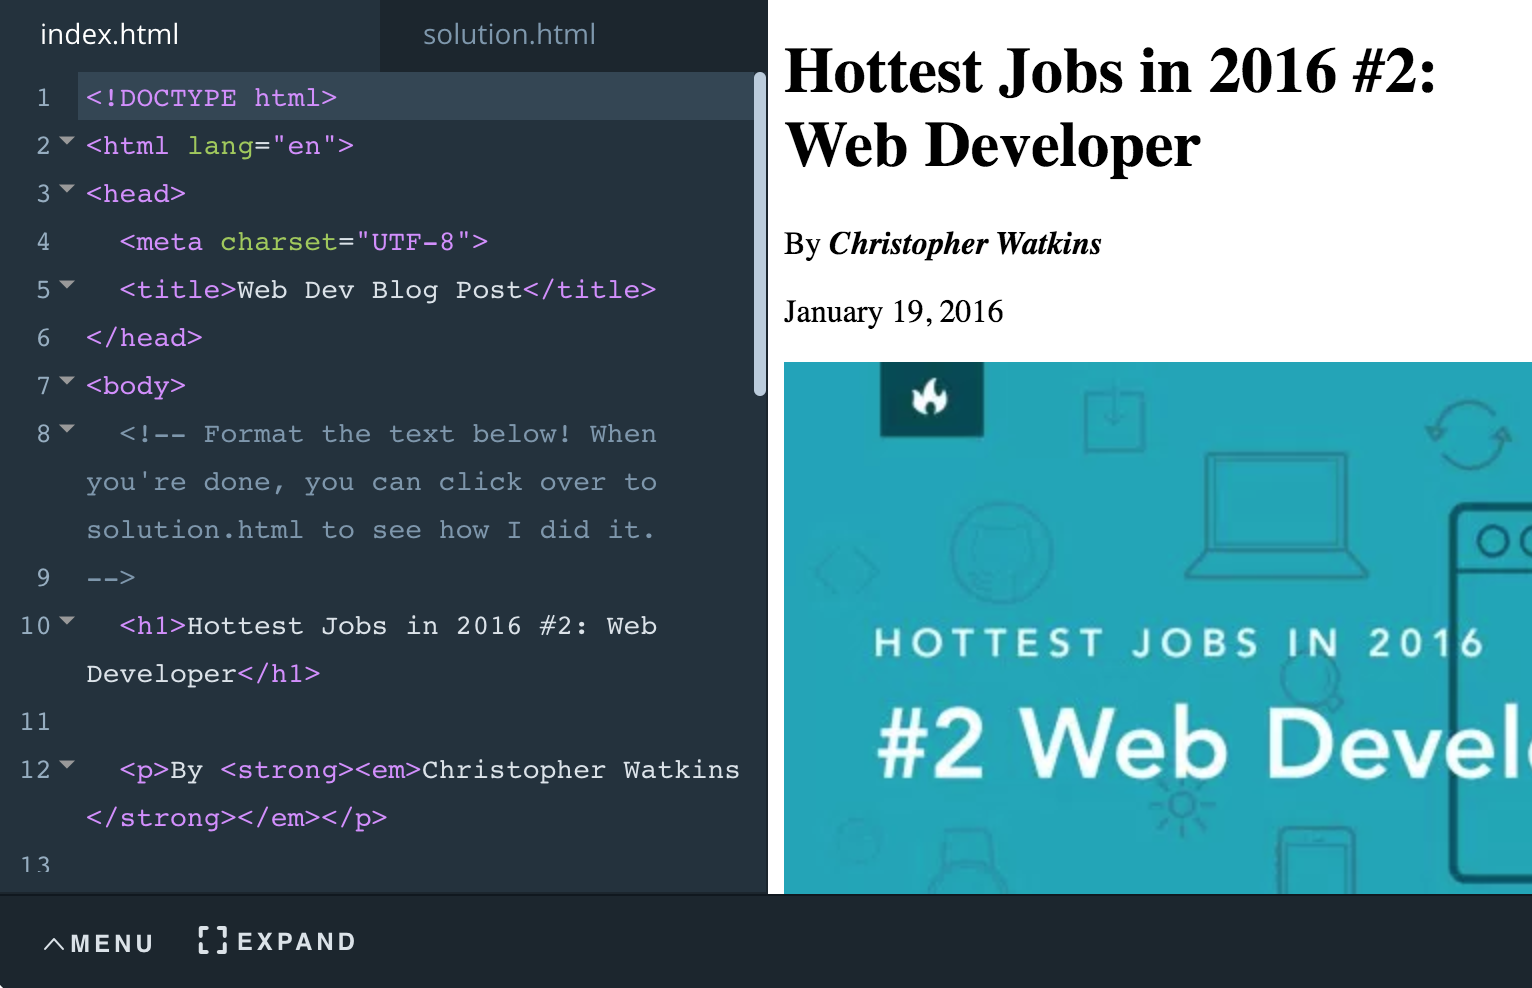 index.html
solution.html
1 <!DOCTYPE html>
2 <html lang="en">
3 <head>
4 <meta charset="UTF-8">
5 <title>Web Dev Blog Post</title>
6 </head>
7 <body>
8 <!-- Format the text below! When
you're done, you can click over to
solution.html to see how I did it.
9 -->
10 <h1>Hottest Jobs in 2016 #2: Web
Developer</h1>
11
12 <p>By <strong><em>Christopher Watkins
</strong></em></p>
13
Hottest Jobs in 2016 #2:
Web Developer
By Christopher Watkins
January 19, 2016
HOTTEST JOBS IN 2016
#2 Web Develo
MENU
EXPAND